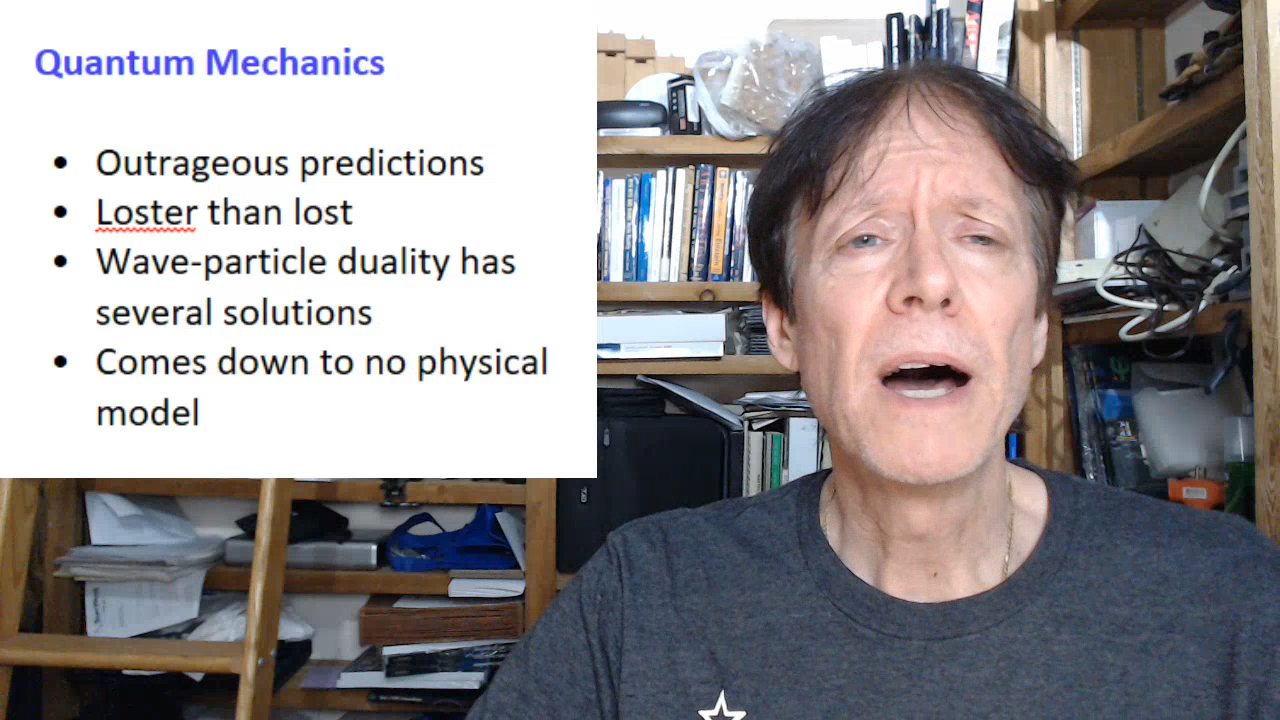 Quantum Mechanics
• Outrageous predictions
• Loster than lost
• Wave-particle duality has
several solutions
• Comes down to no physical
model